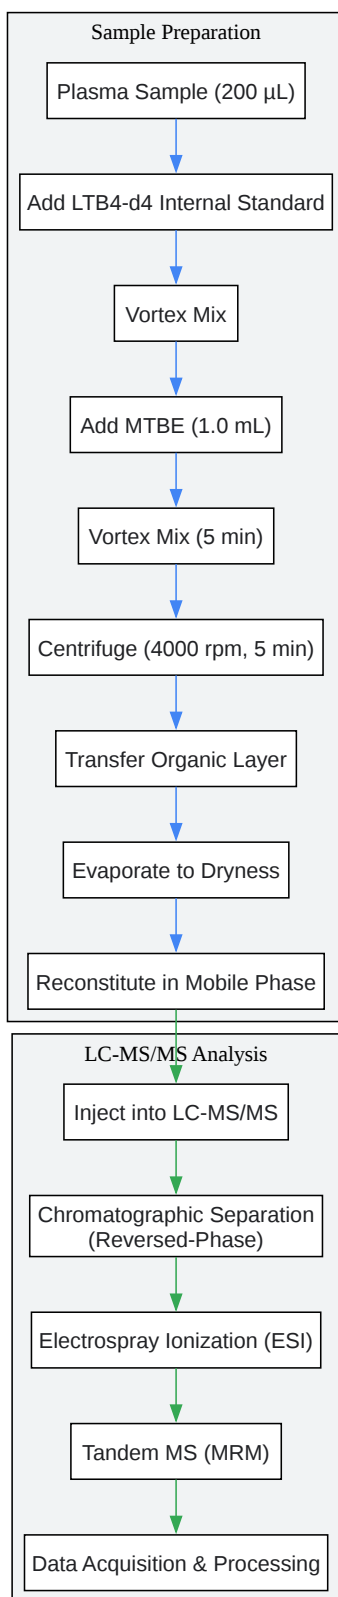 Sample Preparation
Plasma Sample (200 µL)
Add LTB4-d4 Internal Standard
Vortex Mix
Add MTBE (1.0 mL)
Vortex Mix (5 min)
Centrifuge (4000 rpm, 5 min)
Transfer Organic Layer
Evaporate to Dryness
Reconstitute in Mobile Phase
LC-MS/MS Analysis
Inject into LC-MS/MS
Chromatographic Separation
(Reversed-Phase)
Electrospray Ionization (ESI)
Tandem MS (MRM)
Data Acquisition & Processing